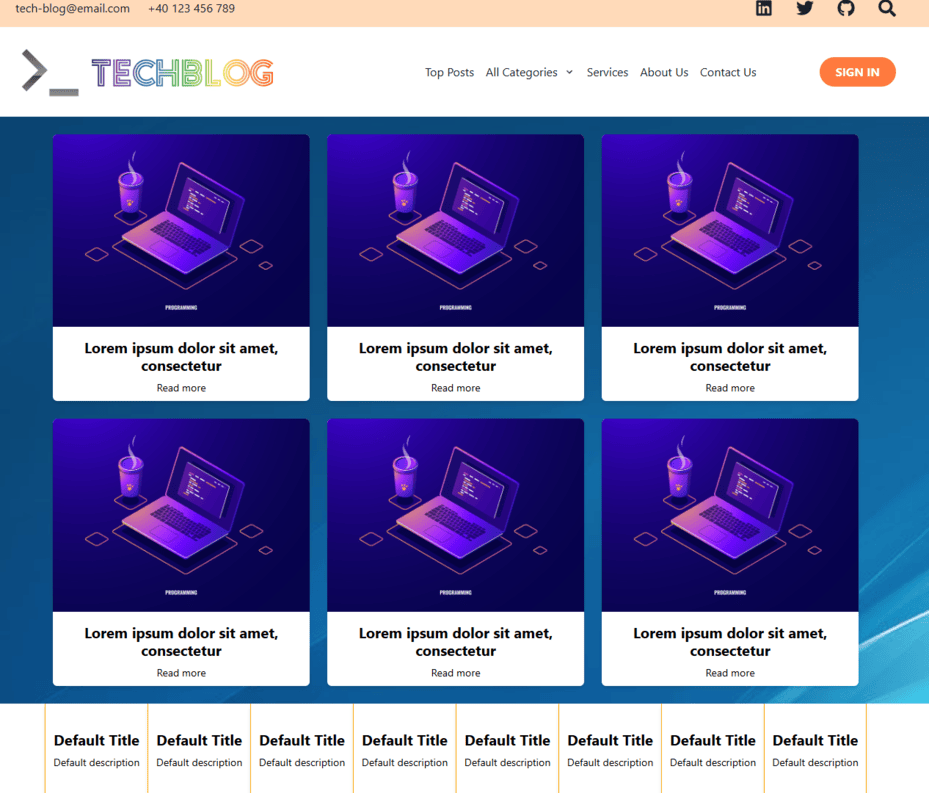 tech-blog@email.com +40 123 456 789
TECHBLOG
Top Posts All Categories Services About Us Contact Us SIGN IN
PROGRAMMING PROGRAMMING PROGRAMMING
Lorem ipsum dolor sit amet,
consectetur
Read more
Lorem ipsum dolor sit amet,
consectetur
Read more
Lorem ipsum dolor sit amet,
consectetur
Read more
PROGRAMMING PROGRAMMING PROGRAMMING
Lorem ipsum dolor sit amet,
consectetur
Read more
Lorem ipsum dolor sit amet,
consectetur
Read more
Lorem ipsum dolor sit amet,
consectetur
Read more
Default Title
Default description
Default Title
Default description
Default Title
Default description
Default Title
Default description
Default Title
Default description
Default Title
Default description
Default Title
Default description
Default Title
Default description